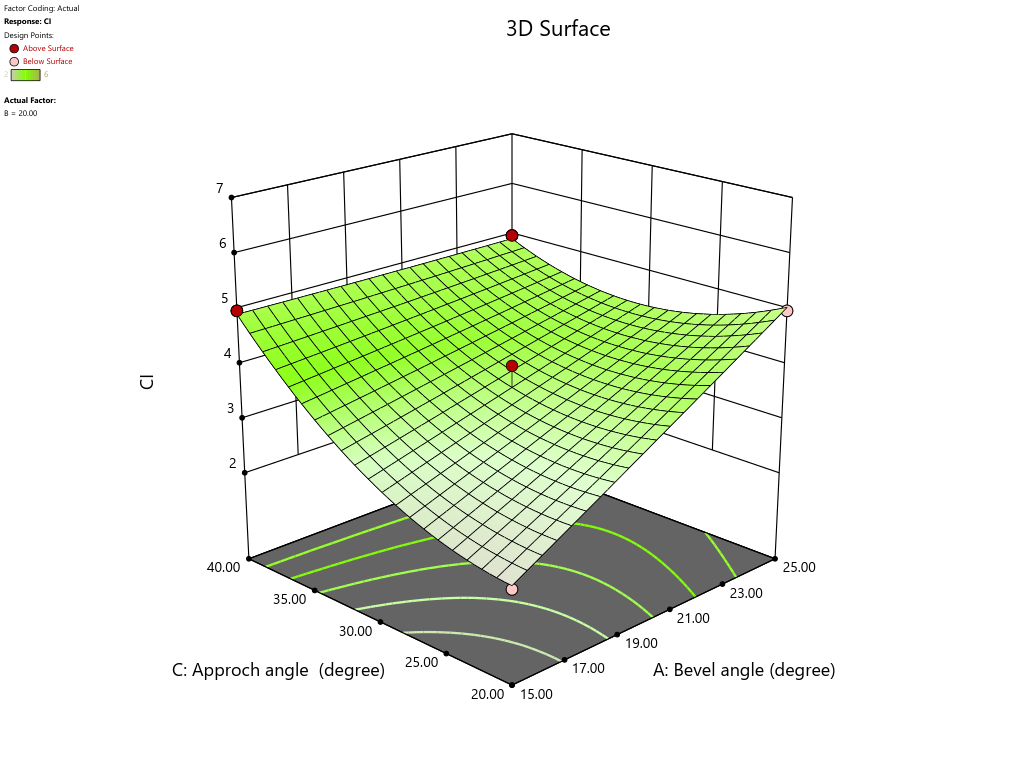 Factor Coding: Actual
3D Surface
Response: CI
Design Points:
Above Surface
Below Surface
2 6
Actual Factor:
B = 20.00
7
6
5
4
3
2
CI
40.00
35.00
30.00
25.00
20.00
15.00
17.00
19.00
21.00
23.00
25.00
C: Approch angle  (degree)
A: Bevel angle (degree)